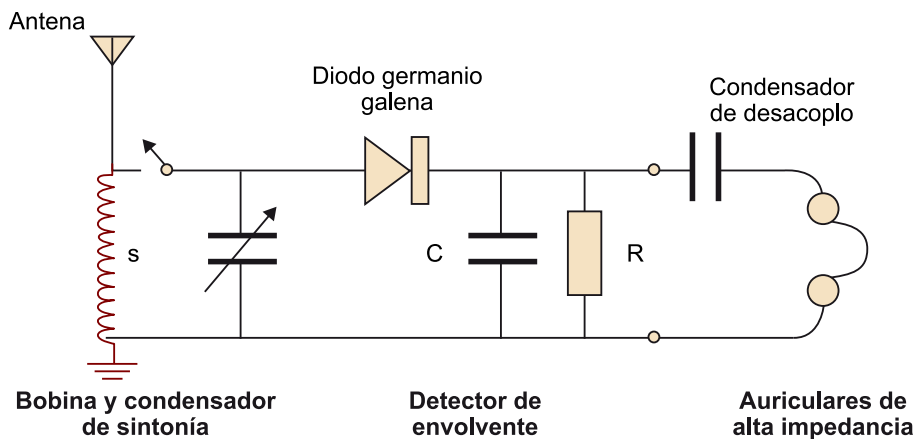 Antena
Diodo germanio
galena
Condensador
de desacoplo
s
C
R
Bobina y condensador
de sintonía
Detector de
envolvente
Auriculares de
alta impedancia